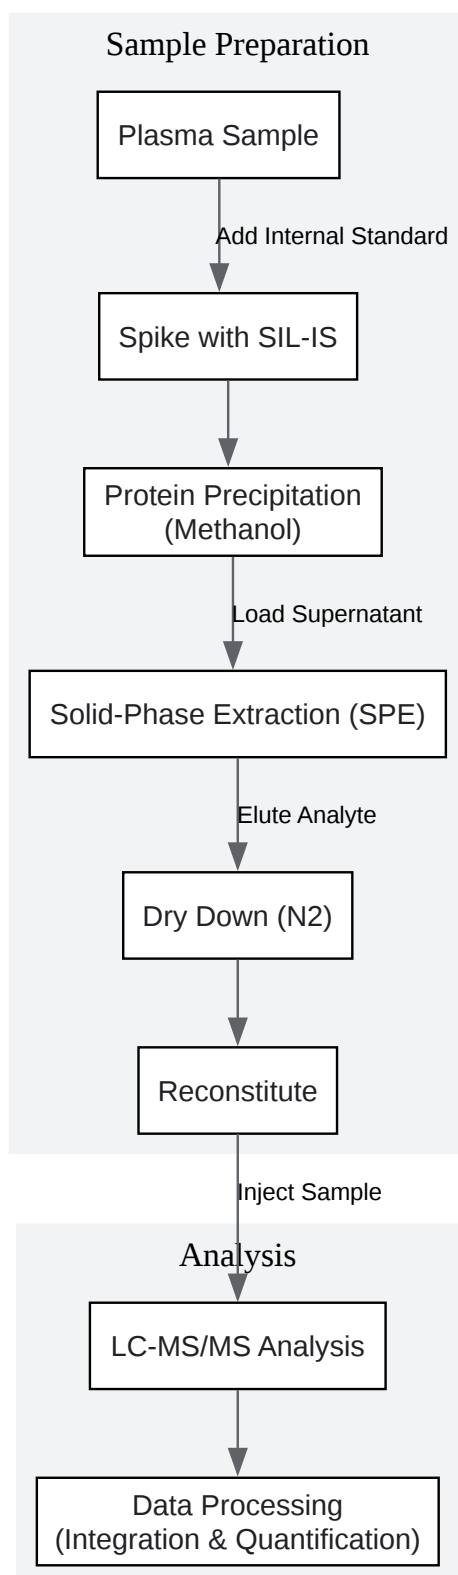 Sample Preparation
Plasma Sample
Add Internal Standard
Spike with SIL-IS
Protein Precipitation
(Methanol)
Load Supernatant
Solid-Phase Extraction (SPE)
Elute Analyte
Dry Down (N2)
Reconstitute
Inject Sample
Analysis
LC-MS/MS Analysis
Data Processing
(Integration & Quantification)